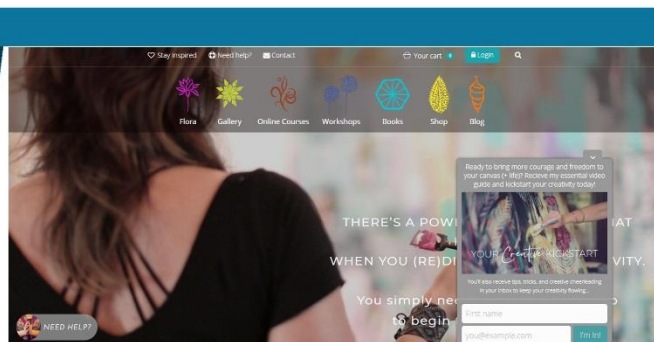 Stay inspired
Need help?
Contact
Your cart
Login
Flora
Gallery
Online Courses
Workshops
Books
Shop
Blog
Ready to bring more courage and freedom to
your canvas (+ life)? Recieve my essential video
guide and kickstart your creativity today!
THERE'S A POW
AT
YOUR Creative KICKSTART
WHEN YOU (RE)DI
VITY.
You'll also receive tips, tricks, and creative cheerleading
in your inbox to keep your creativity flowing...
You simply nee
to begin
First name
NEED HELP?
you@example.com
I'm In!